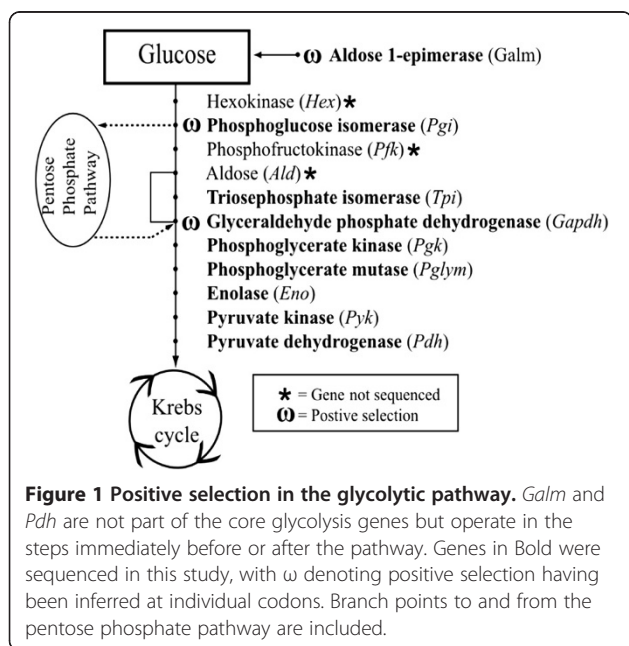 Glucose
ω Aldose 1-epimerase (Galm)
Hexokinase (Hex)*
ω Phosphoglucose isomerase (Pgi)
Phosphofructokinase (Pfk)*
Aldose (Ald)*
Triosephosphate isomerase (Tpi)
ω Glyceraldehyde phosphate dehydrogenase (Gapdh)
Phosphoglycerate kinase (Pgk)
Phosphoglycerate mutase (Pglym)
Enolase (Eno)
Pyruvate kinase (Pyk)
Pyruvate dehydrogenase (Pdh)
Pentose
Phosphate
Pathway
Krebs
cycle
* = Gene not sequenced
ω = Postive selection
Figure 1 Positive selection in the glycolytic pathway. Galm and
Pdh are not part of the core glycolysis genes but operate in the
steps immediately before or after the pathway. Genes in Bold were
sequenced in this study, with ω denoting positive selection having
been inferred at individual codons. Branch points to and from the
pentose phosphate pathway are included.